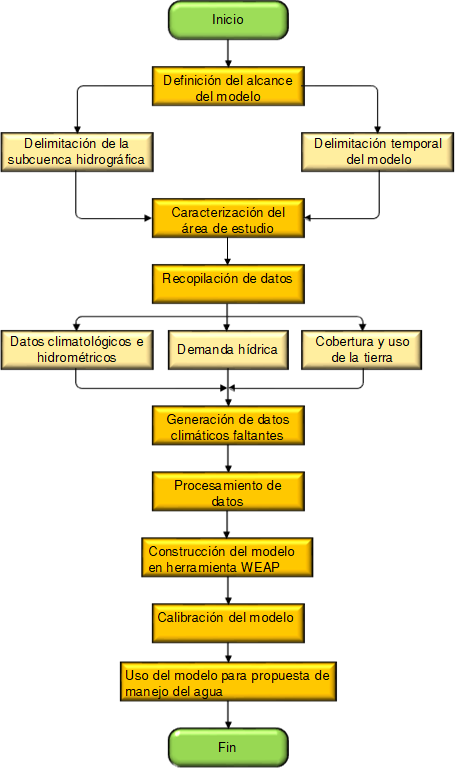 Inicio
Definición del alcance
del modelo
Delimitación de la
subcuenca hidrográfica
Delimitación temporal
del modelo
Caracterización del
área de estudio
Recopilación de datos
Datos climatológicos e
hidrométricos
Demanda hídrica
Cobertura y uso
de la tierra
Generación de datos
climáticos faltantes
Procesamiento de
datos
Construcción del modelo
en herramienta WEAP
Calibración del modelo
Uso del modelo para propuesta de
manejo del agua
Fin